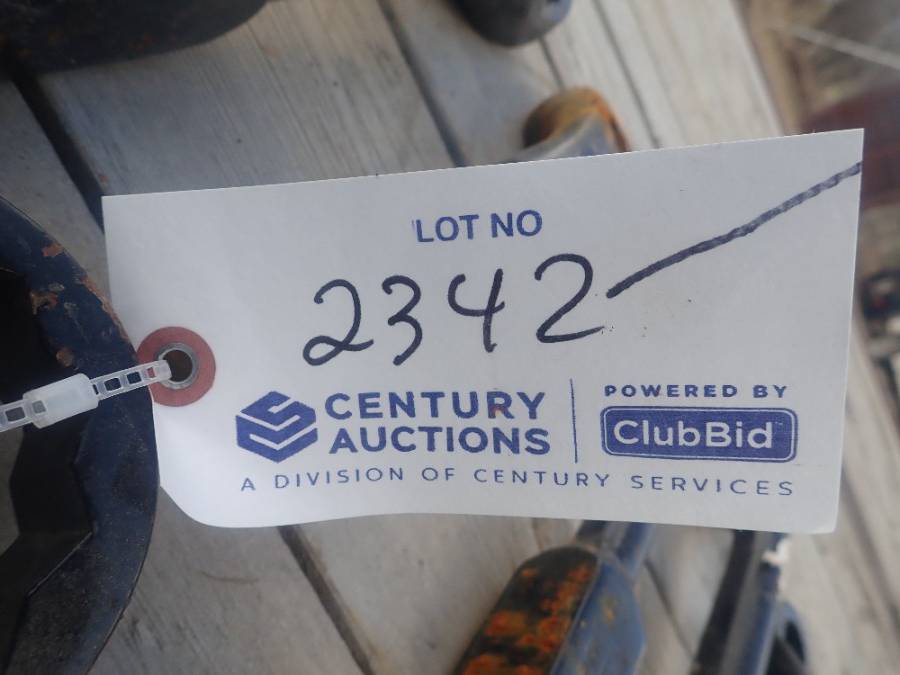 LOT NO
2342
CENTURY
AUCTIONS
POWERED BY
ClubBid
A DIVISION OF CENTURY SERVICES